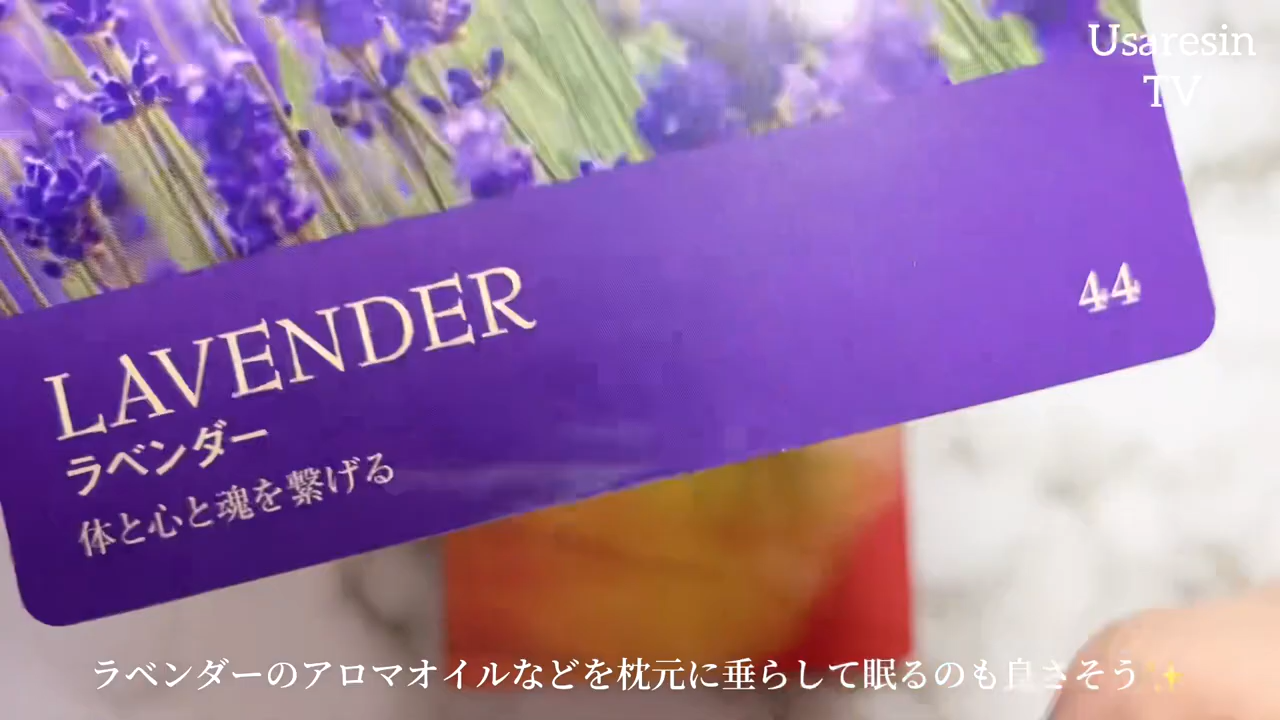 Usaresin
TV
LAVENDER
44
ラベンダー
体と心と魂を繋げる
ラベンダーのアロマオイルなどを枕元に垂らして眠るのも良さそう✨